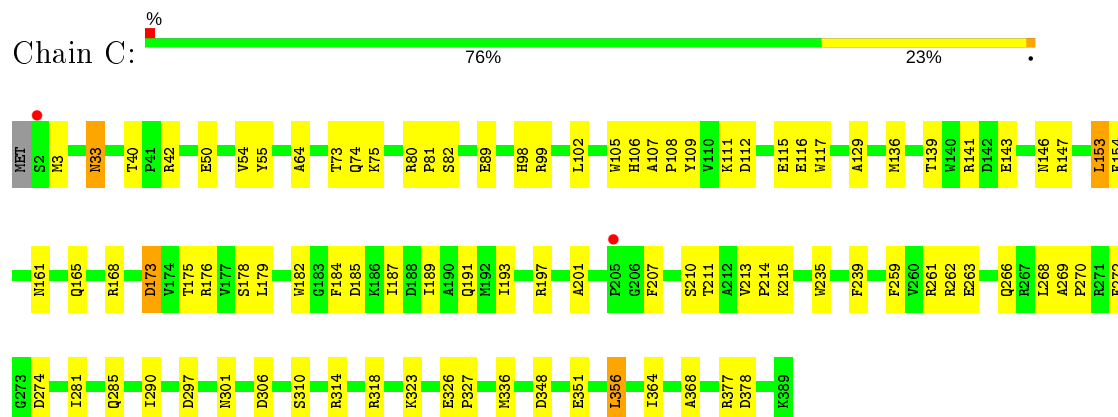 %
Chain C:
76% 23% •
MET S2 M3 N33 T40 P41 R42 E50 V54 Y55 A64 T73 Q74 K75 R80 P81 S82 E89 H98 R99 L102 W105 H106 A107 P108 Y109 V110 K111 D112 E115 E116 W117 A129 M136 T139 W140 R141 D142 E143 N146 R147 L153
N161 Q165 R168 D173 V174 T175 R176 V177 S178 L179 W182 G183 F184 D185 K186 I187 D188 I189 A190 Q191 M192 I193 R197 A201 P205 G206 F207 S210 T211 A212 V213 P214 K215 W235 F239 F259 V260 R261 R262 E263 Q266 R267 L268 A269 P270 R271
G273 D274 I281 Q285 I290 D297 N301 D306 S310 R314 R318 K323 E326 P327 M336 D348 E351 L356 I364 A368 R377 D378 K389